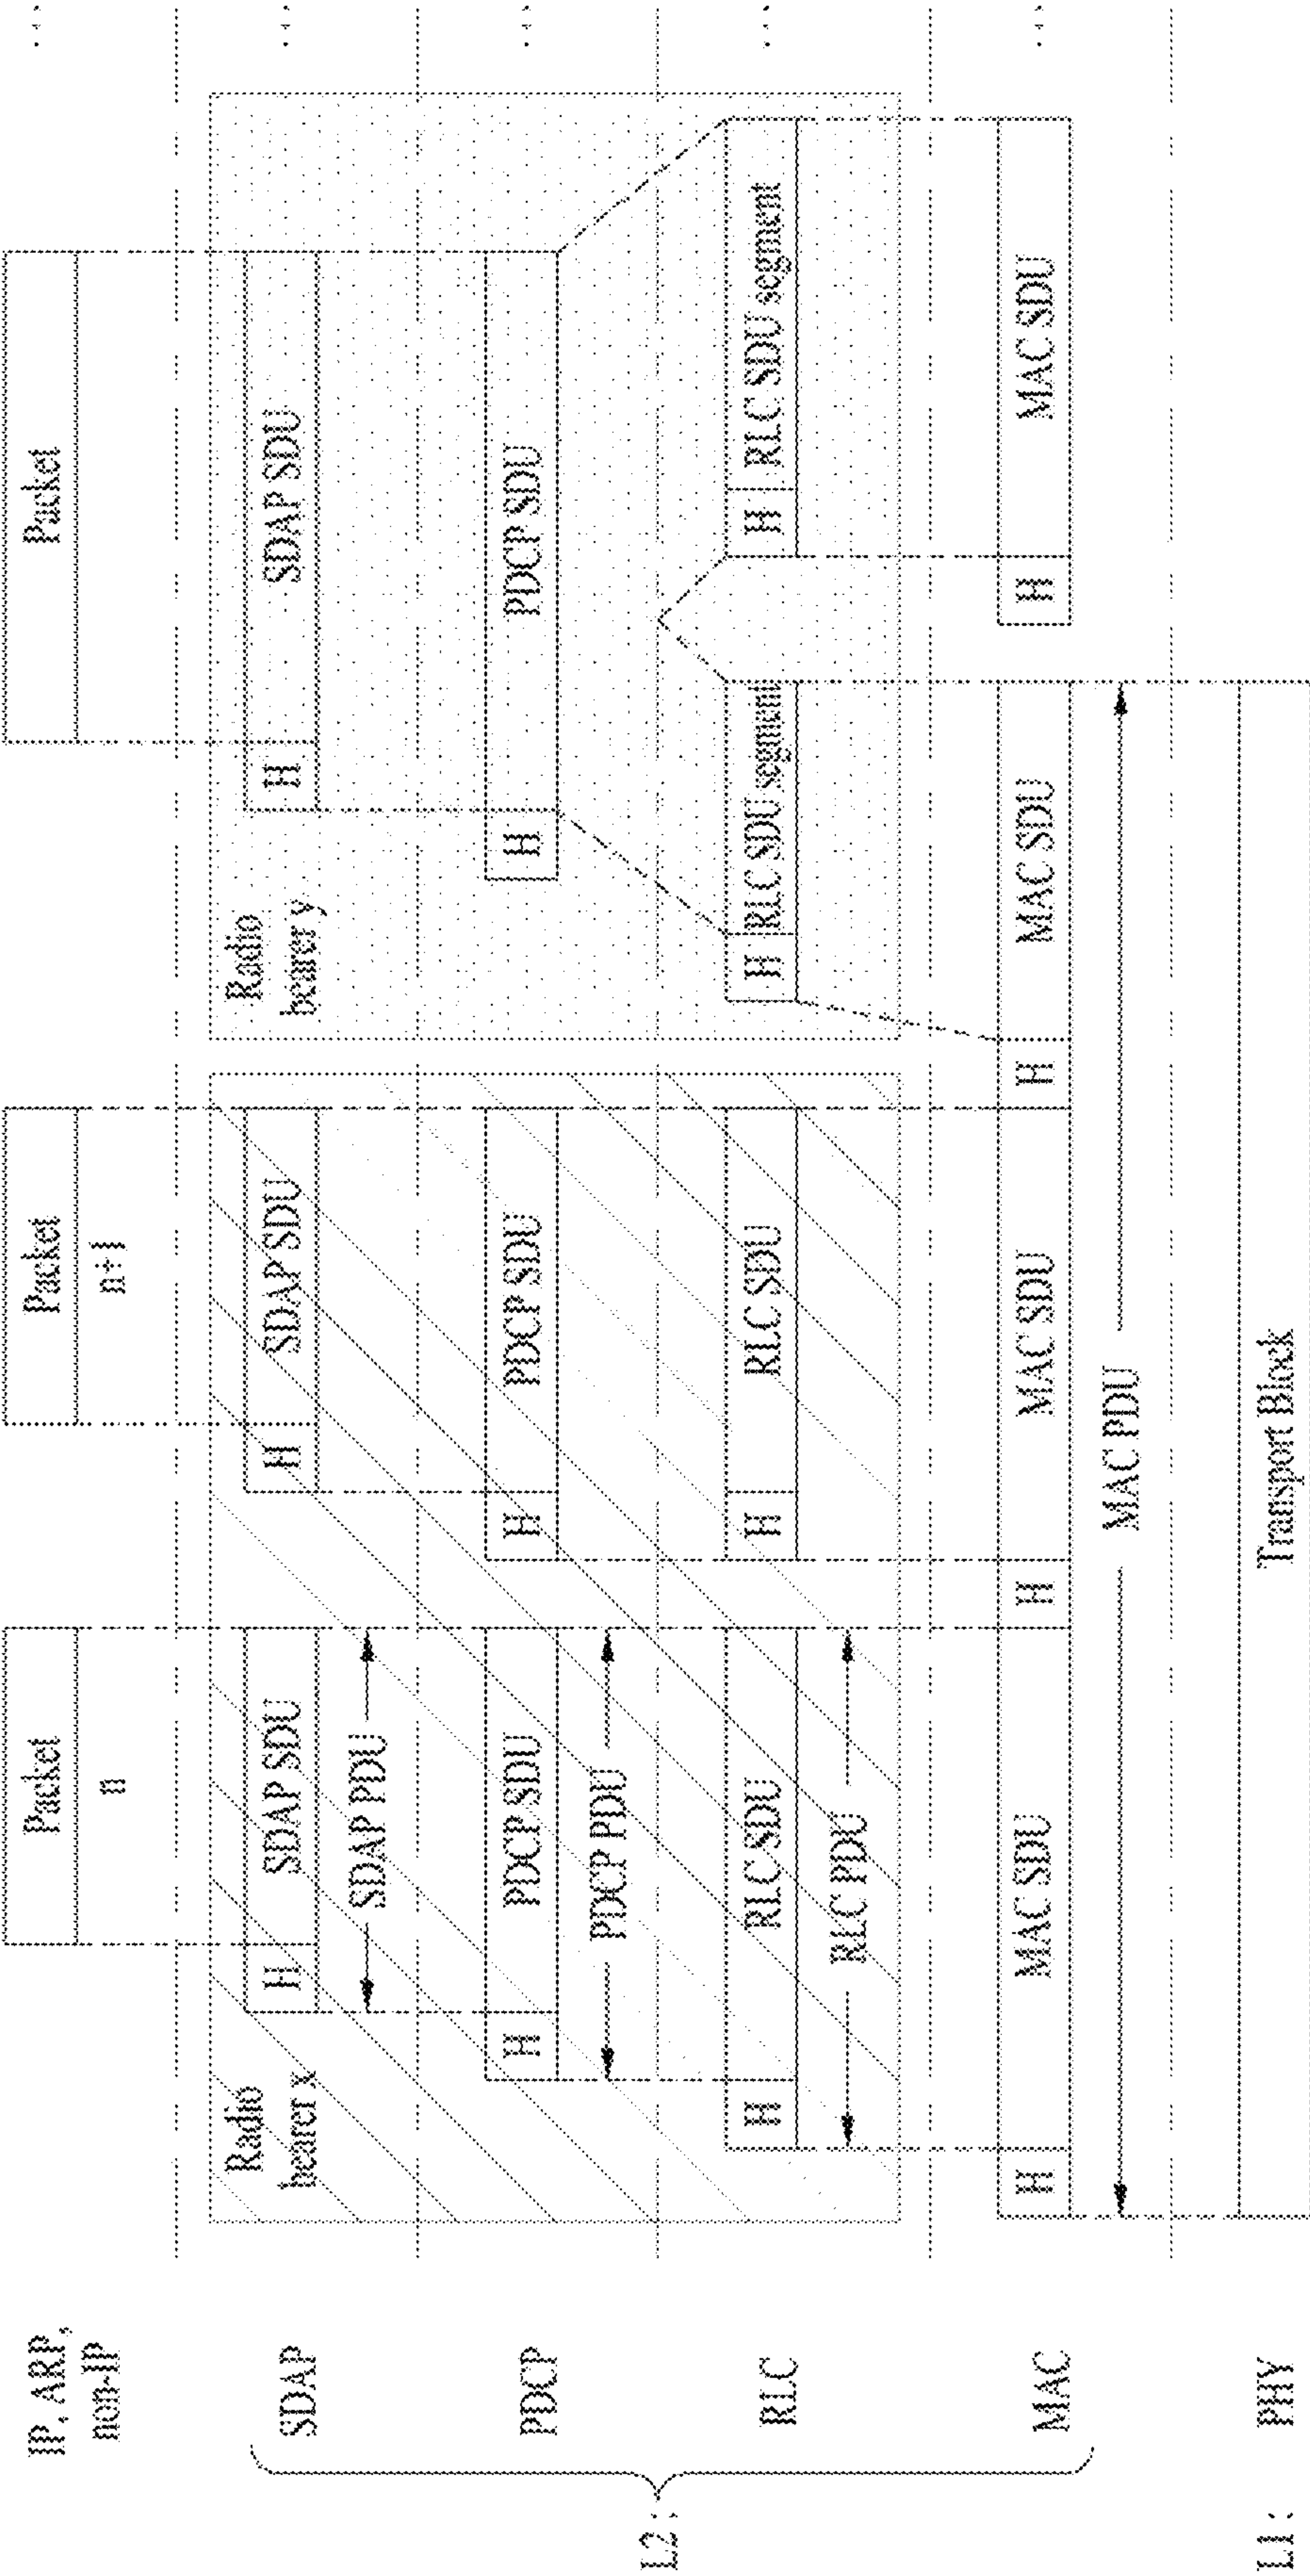 IP, ARP,
non-IP
Packet
n
Packet
n+1
Packet
L2 :
SDAP
Radio
bearer x
H
SDAP SDU
H
SDAP SDU
Radio
bearer y
H
SDAP SDU
SDAP PDU
PDCP
H
PDCP SDU
H
PDCP SDU
H
PDCP SDU
PDCP PDU
RLC
H
RLC SDU
H
RLC SDU
H
RLC SDU segment
H
RLC SDU segment
RLC PDU
MAC
H
MAC SDU
H
MAC SDU
H
MAC SDU
H
MAC SDU
MAC PDU
L1 :
PHY
Transport Block